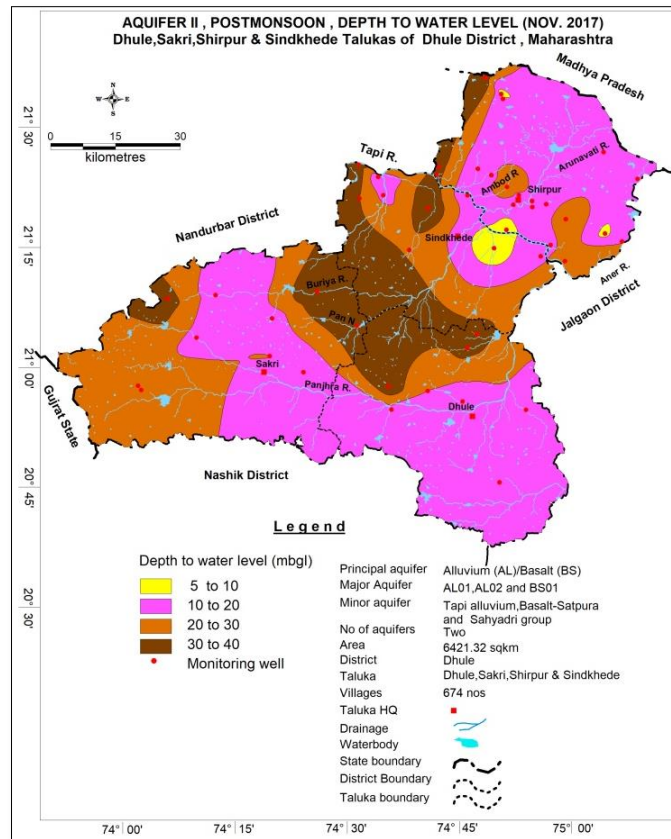 AQUIFER II , POSTMONSOON , DEPTH TO WATER LEVEL (NOV. 2017)
Dhule,Sakri,Shirpur & Sindkhede Talukas of Dhule District , Maharashtra
Madhya Pradesh
N
W E
S
21° 30'
0 15 30
kilometres
Tapi R.
Arunavati R.
Ambod R
Shirpur
Nandurbar District
Sindkhede
21° 15'
Aner R.
Buriya R.
Jalgaon District
Pan N
21° 00'
Sakri
Panjhra R.
Gujrat State
Dhule
Nashik District
20° 45'
Legend
Depth to water level (mbgl)
5 to 10
10 to 20
20 to 30
30 to 40
Monitoring well
20° 30'
Principal aquifer Alluvium (AL)/Basalt (BS)
Major Aquifer AL01,AL02 and BS01
Minor aquifer Tapi alluvium,Basalt-Satpura
and Sahyadri group
No of aquifers Two
Area 6421.32 sqkm
District Dhule
Taluka Dhule,Sakri,Shirpur & Sindkhede
Villages 674 nos
Taluka HQ
Drainage
Waterbody
State boundary
District Boundary
Taluka boundary
74° 00' 74° 15' 74° 30' 74° 45' 75° 00'